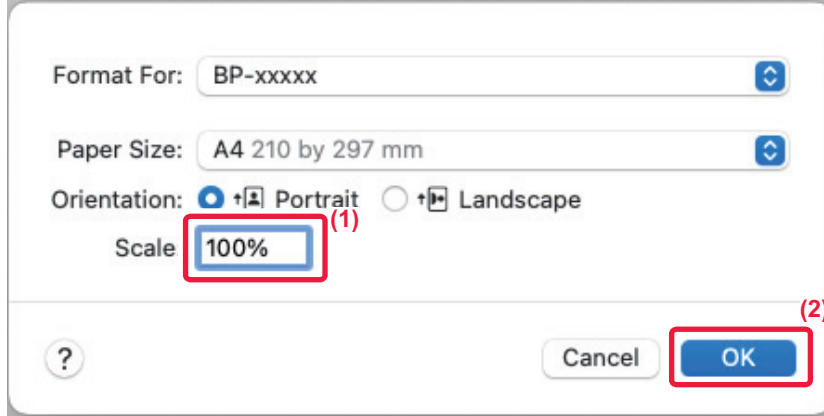 Format For: BP-xxxxx
Paper Size: A4 210 by 297 mm
Orientation: Portrait Landscape
(1)
Scale 100%
(2)
? Cancel OK